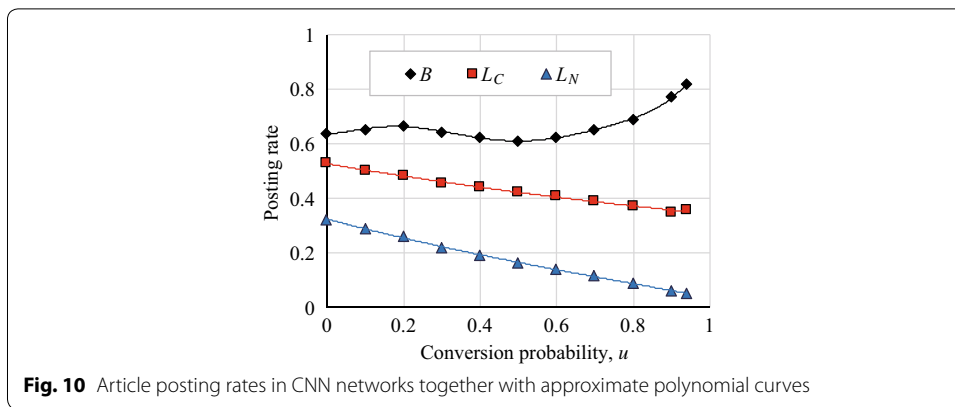 1
0.8
0.6
0.4
0.2
0
Posting rate
B L_C L_N
0 0.2 0.4 0.6 0.8 1
Conversion probability, u
Fig. 10 Article posting rates in CNN networks together with approximate polynomial curves